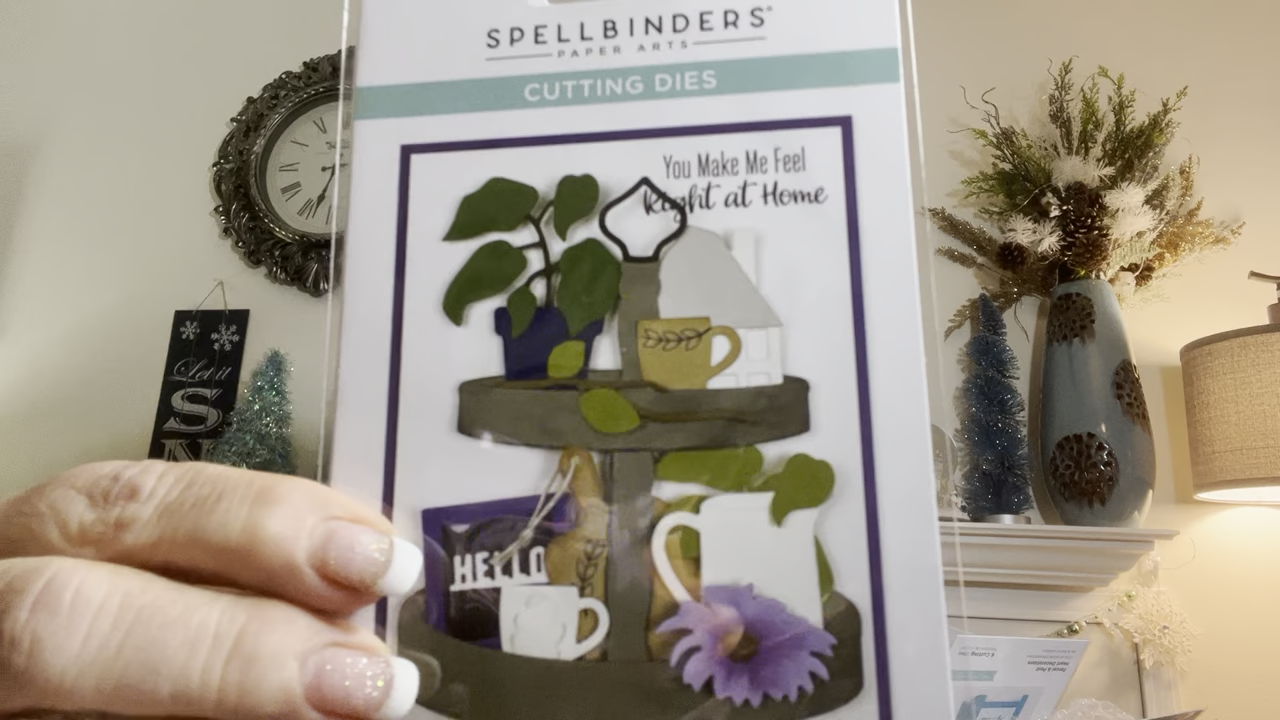 SPELLBINDERS®
PAPER ARTS
CUTTING DIES
You Make Me Feel
Right at Home
HELLO
Let it
S